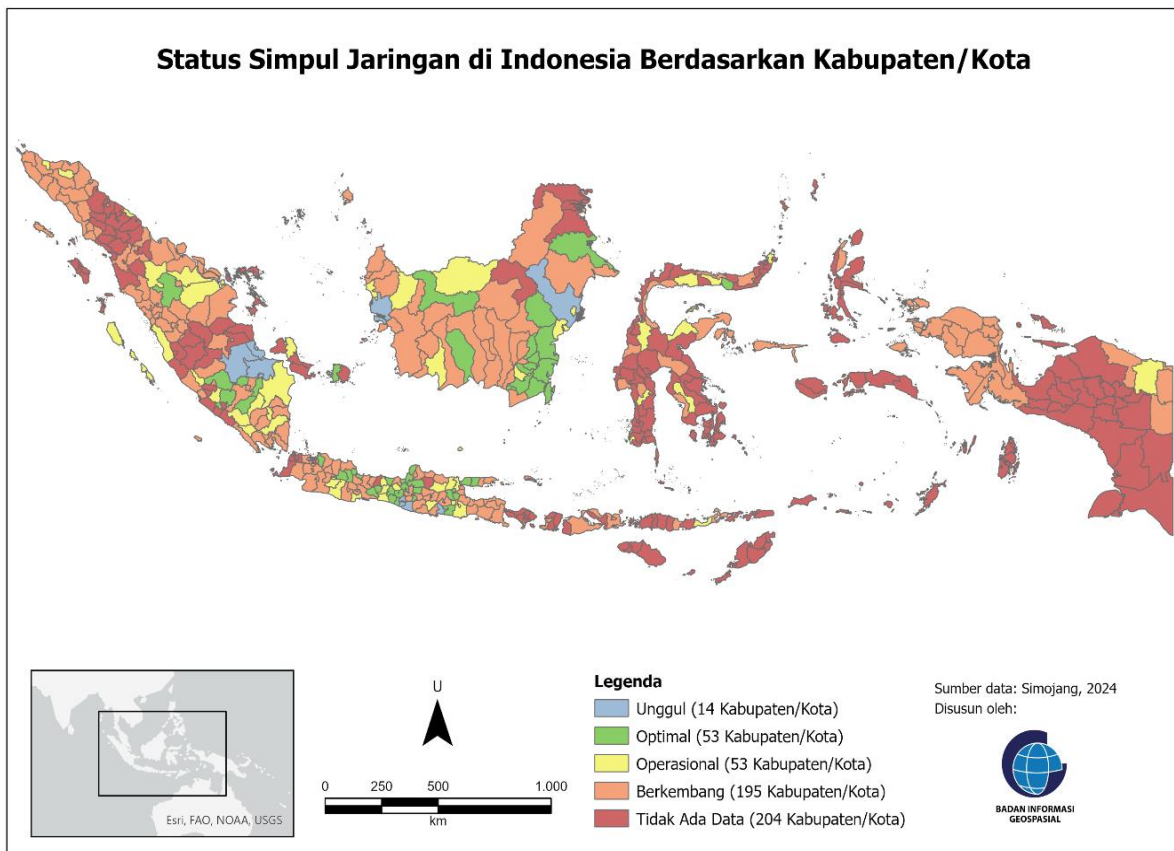 Status Simpul Jaringan di Indonesia Berdasarkan Kabupaten/Kota
Esri, FAO, NOAA, USGS
U
0 250 500 1.000
km
Legenda
Unggul (14 Kabupaten/Kota)
Optimal (53 Kabupaten/Kota)
Operasional (53 Kabupaten/Kota)
Berkembang (195 Kabupaten/Kota)
Tidak Ada Data (204 Kabupaten/Kota)
Sumber data: Simojang, 2024
Disusun oleh:
BADAN INFORMASI
GEOSPASIAL